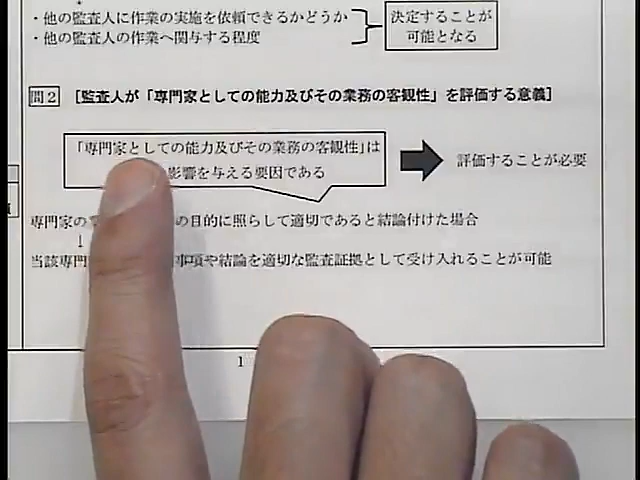 ・他の監査人に作業の実施を依頼できるかどうか
・他の監査人の作業へ関与する程度
決定することが
可能となる
問2 [監査人が「専門家としての能力及びその業務の客観性」を評価する意義]
「専門家としての能力及びその業務の客観性」は
影響を与える要因である
評価することが必要
専門家の の目的に照らして適切であると結論付けた場合
↓
当該専門 事項や結論を適切な監査証拠として受け入れることが可能
1